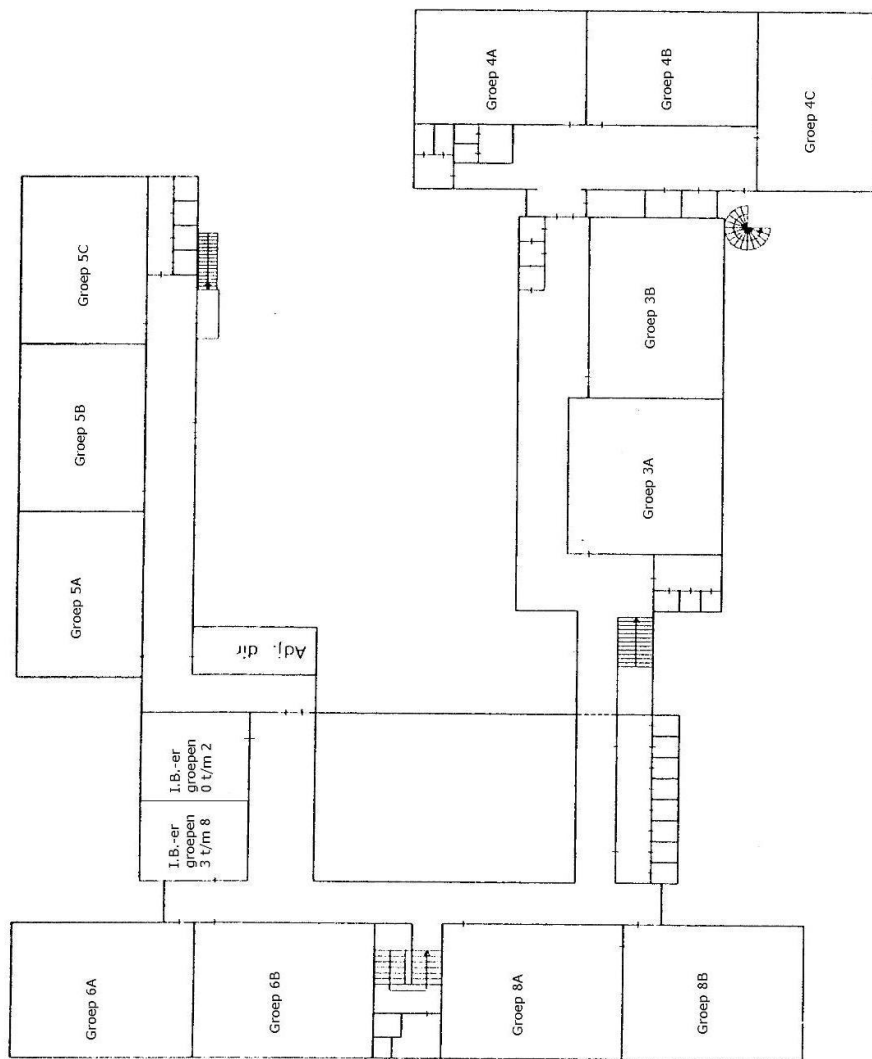 Groep 4A
Groep 4B
Groep 4C
Groep 5C
Groep 5B
Groep 5A
Groep 3B
Groep 3A
Adj. dir
I.B.-er
groepen
0 t/m 2
I.B.-er
groepen
3 t/m 8
Groep 6A
Groep 6B
Groep 8A
Groep 8B